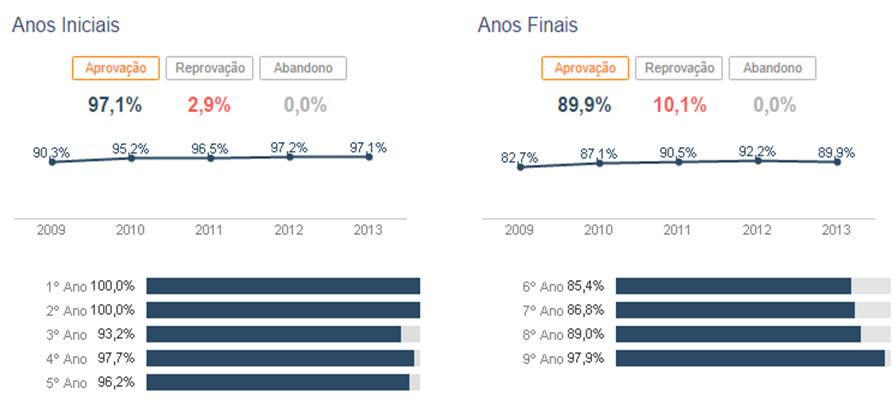 Anos Iniciais
Aprovação Reprovação Abandono
97,1% 2,9% 0,0%
90,3% 95,2% 96,5% 97,2% 97,1%
2009 2010 2011 2012 2013
1º Ano 100,0%
2º Ano 100,0%
3º Ano 93,2%
4º Ano 97,7%
5º Ano 96,2%
Anos Finais
Aprovação Reprovação Abandono
89,9% 10,1% 0,0%
82,7% 87,1% 90,5% 92,2% 89,9%
2009 2010 2011 2012 2013
6º Ano 85,4%
7º Ano 86,8%
8º Ano 89,0%
9º Ano 97,9%